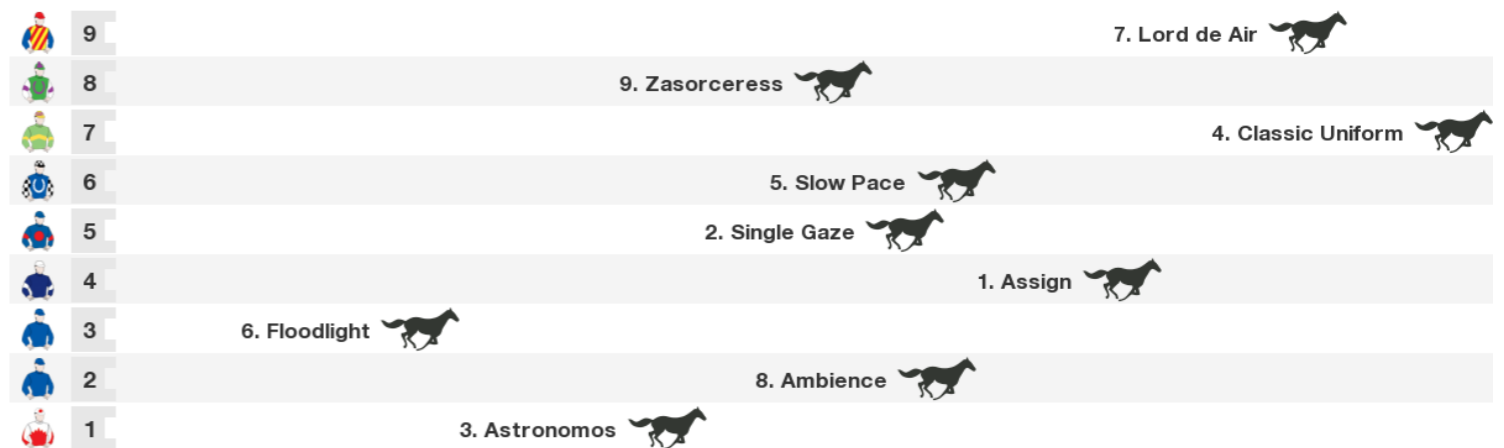 9 7. Lord de Air
8 9. Zasorceress
7 4. Classic Uniform
6 5. Slow Pace
5 2. Single Gaze
4 1. Assign
3 6. Floodlight
2 8. Ambience
1 3. Astronomos